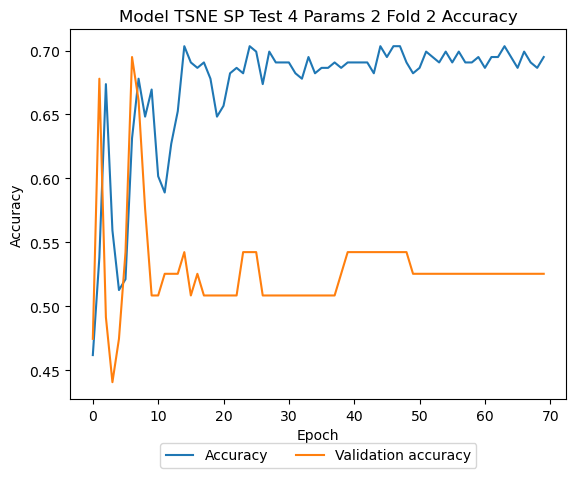 Model TSNE SP Test 4 Params 2 Fold 2 Accuracy
0.70
0.65
0.60
0.55
0.50
0.45
Accuracy
0 10 20 30 40 50 60 70
Epoch
Accuracy Validation accuracy